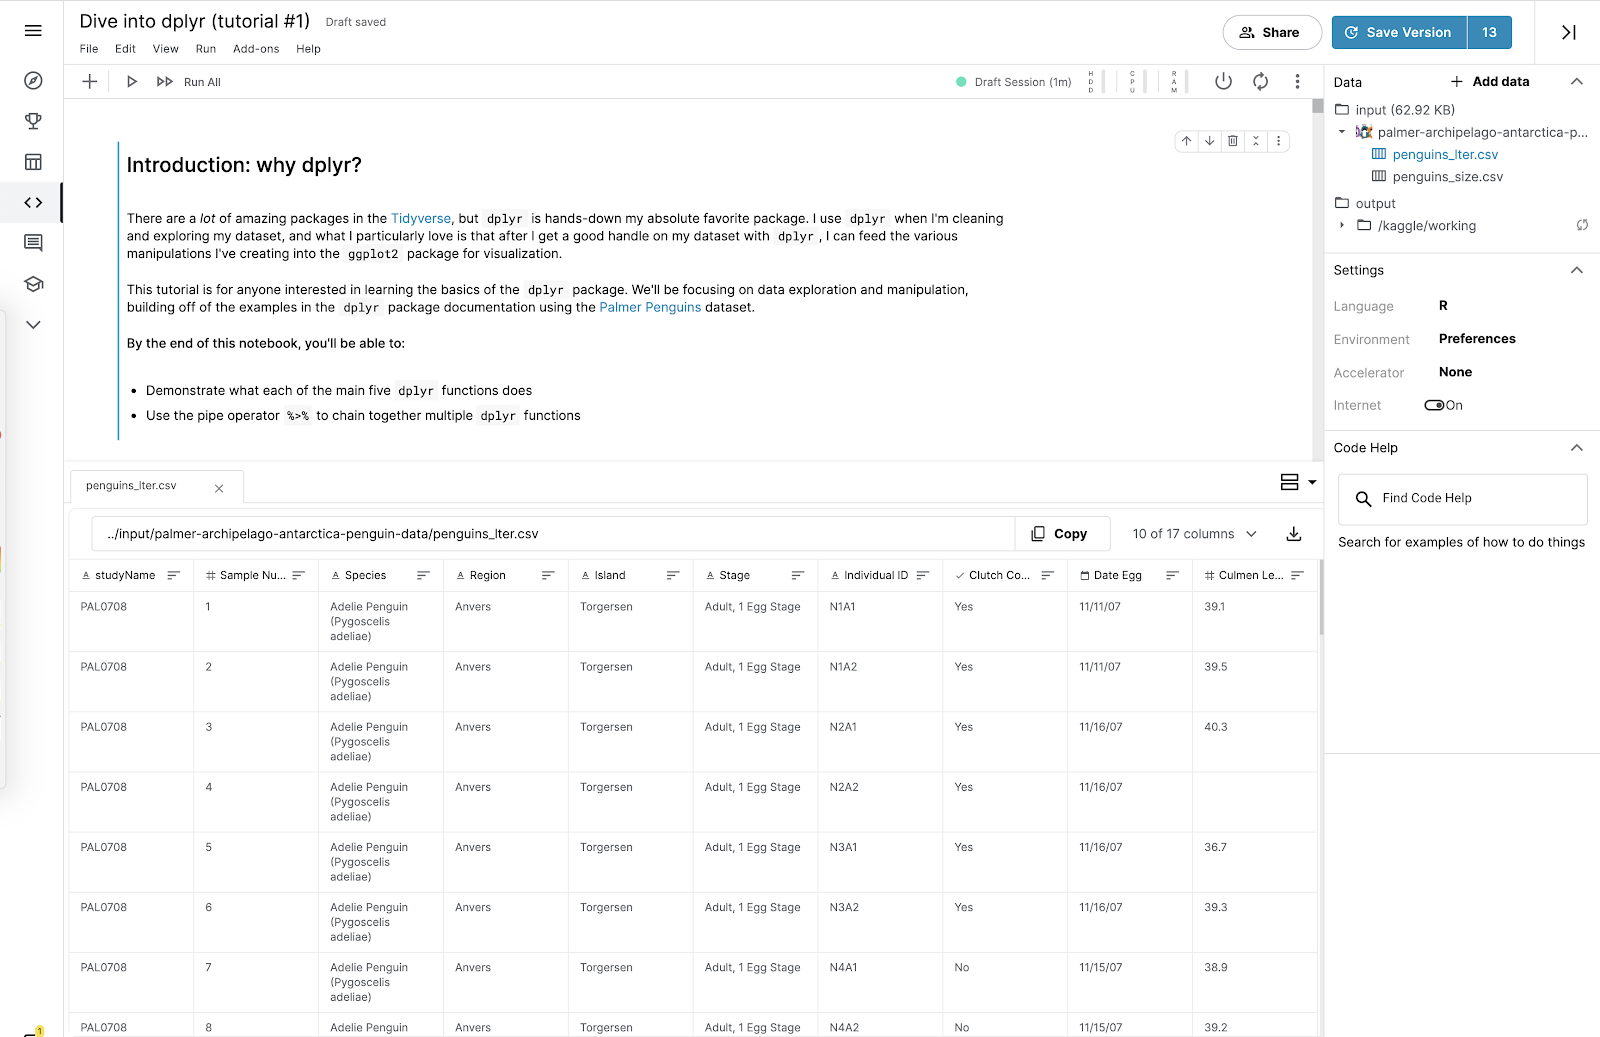 Dive into dplyr (tutorial #1) Draft saved
File Edit View Run Add-ons Help
Share
Save Version 13
Run All
Draft Session (1m) HDD CPU RAM
Introduction: why dplyr?
There are a lot of amazing packages in the Tidyverse, but dplyr is hands-down my absolute favorite package. I use dplyr when I'm cleaning
and exploring my dataset, and what I particularly love is that after I get a good handle on my dataset with dplyr, I can feed the various
manipulations I've creating into the ggplot2 package for visualization.
This tutorial is for anyone interested in learning the basics of the dplyr package. We'll be focusing on data exploration and manipulation,
building off of the examples in the dplyr package documentation using the Palmer Penguins dataset.
By the end of this notebook, you'll be able to:
• Demonstrate what each of the main five dplyr functions does
• Use the pipe operator %>% to chain together multiple dplyr functions
Data
+ Add data
input (62.92 KB)
palmer-archipelago-antarctica-p...
penguins_lter.csv
penguins_size.csv
output
/kaggle/working
Settings
Language R
Environment Preferences
Accelerator None
Internet On
Code Help
Find Code Help
Search for examples of how to do things
penguins_lter.csv
../input/palmer-archipelago-antarctica-penguin-data/penguins_lter.csv
Copy
10 of 17 columns
A studyName # Sample Nu... A Species A Region A Island A Stage A Individual ID Clutch Co... Date Egg # Culmen Le...
PAL0708 1 Adelie Penguin Anvers Torgersen Adult, 1 Egg Stage N1A1 Yes 11/11/07 39.1
(Pygoscelis
adeliae)
PAL0708 2 Adelie Penguin Anvers Torgersen Adult, 1 Egg Stage N1A2 Yes 11/11/07 39.5
(Pygoscelis
adeliae)
PAL0708 3 Adelie Penguin Anvers Torgersen Adult, 1 Egg Stage N2A1 Yes 11/16/07 40.3
(Pygoscelis
adeliae)
PAL0708 4 Adelie Penguin Anvers Torgersen Adult, 1 Egg Stage N2A2 Yes 11/16/07
(Pygoscelis
adeliae)
PAL0708 5 Adelie Penguin Anvers Torgersen Adult, 1 Egg Stage N3A1 Yes 11/16/07 36.7
(Pygoscelis
adeliae)
PAL0708 6 Adelie Penguin Anvers Torgersen Adult, 1 Egg Stage N3A2 Yes 11/16/07 39.3
(Pygoscelis
adeliae)
PAL0708 7 Adelie Penguin Anvers Torgersen Adult, 1 Egg Stage N4A1 No 11/15/07 38.9
(Pygoscelis
adeliae)
PAL0708 8 Adelie Penguin Anvers Torgersen Adult, 1 Egg Stage N4A2 No 11/15/07 39.2
1